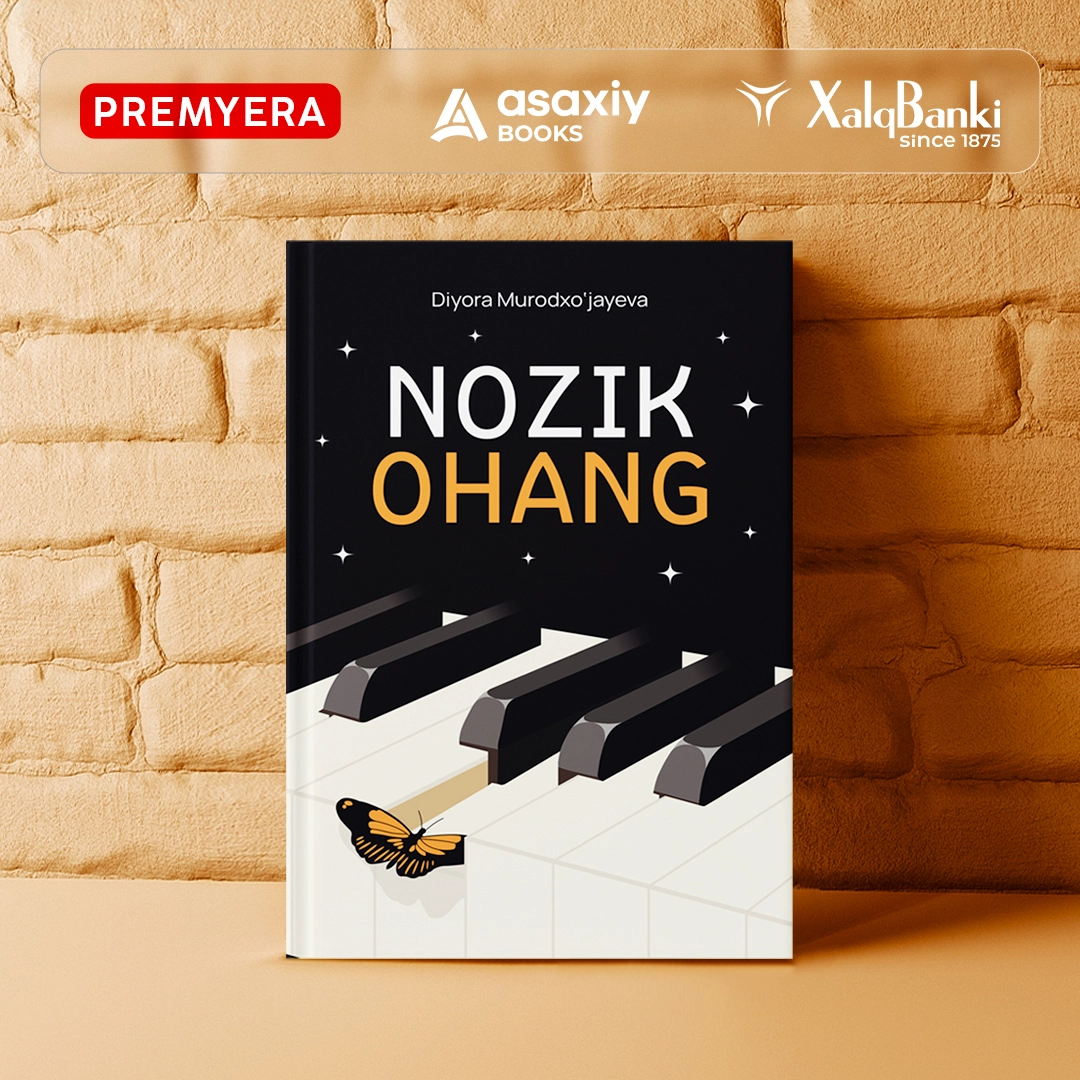 PREMYERA
asaxiy
BOOKS
XalqBanki
since 1875
Diyora Murodxo'jayeva
NOZIK
OHANG